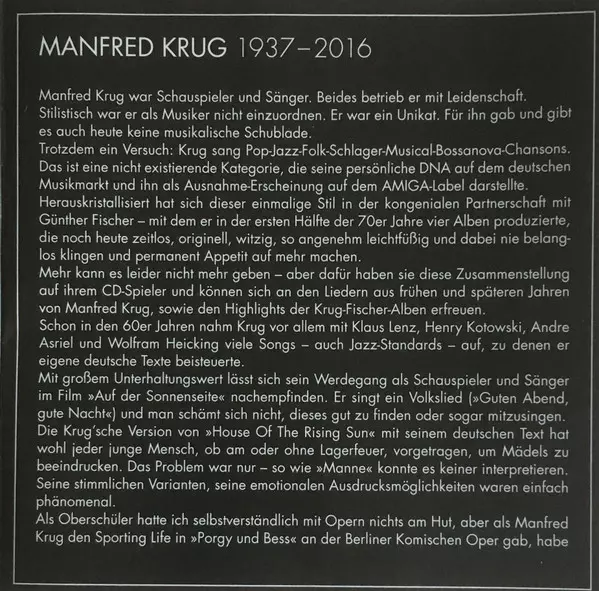 MANFRED KRUG 1937–2016
Manfred Krug war Schauspieler und Sänger. Beides betrieb er mit Leidenschaft.
Stilistisch war er als Musiker nicht einzuordnen. Er war ein Unikat. Für ihn gab und gibt
es auch heute keine musikalische Schublade.
Trotzdem ein Versuch: Krug sang Pop-Jazz-Folk-Schlager-Musical-Bossanova-Chansons.
Das ist eine nicht existierende Kategorie, die seine persönliche DNA auf dem deutschen
Musikmarkt und ihn als Ausnahme-Erscheinung auf dem AMIGA-Label darstellte.
Herauskristallisiert hat sich dieser einmalige Stil in der kongenialen Partnerschaft mit
Günther Fischer – mit dem er in der ersten Hälfte der 70er Jahre vier Alben produzierte,
die noch heute zeitlos, originell, witzig, so angenehm leichtfüßig und dabei nie belang-
los klingen und permanent Appetit auf mehr machen.
Mehr kann es leider nicht mehr geben – aber dafür haben sie diese Zusammenstellung
auf ihrem CD-Spieler und können sich an den Liedern aus frühen und späteren Jahren
von Manfred Krug, sowie den Highlights der Krug-Fischer-Alben erfreuen.
Schon in den 60er Jahren nahm Krug vor allem mit Klaus Lenz, Henry Kotowski, Andre
Asriel und Wolfram Heicking viele Songs – auch Jazz-Standards – auf, zu denen er
eigene deutsche Texte beisteuerte.
Mit großem Unterhaltungswert lässt sich sein Werdegang als Schauspieler und Sänger
im Film »Auf der Sonnenseite« nachempfinden. Er singt ein Volkslied (»Guten Abend,
gute Nacht«) und man schämt sich nicht, dieses gut zu finden oder sogar mitzusingen.
Die Krug’sche Version von »House Of The Rising Sun« mit seinem deutschen Text hat
wohl jeder junge Mensch, ob am oder ohne Lagerfeuer, vorgetragen, um Mädels zu
beeindrucken. Das Problem war nur – so wie »Manne« konnte es keiner interpretieren.
Seine stimmlichen Varianten, seine emotionalen Ausdrucksmöglichkeiten waren einfach
phänomenal.
Als Oberschüler hatte ich selbstverständlich mit Opern nichts am Hut, aber als Manfred
Krug den Sporting Life in »Porgy und Bess« an der Berliner Komischen Oper gab, habe